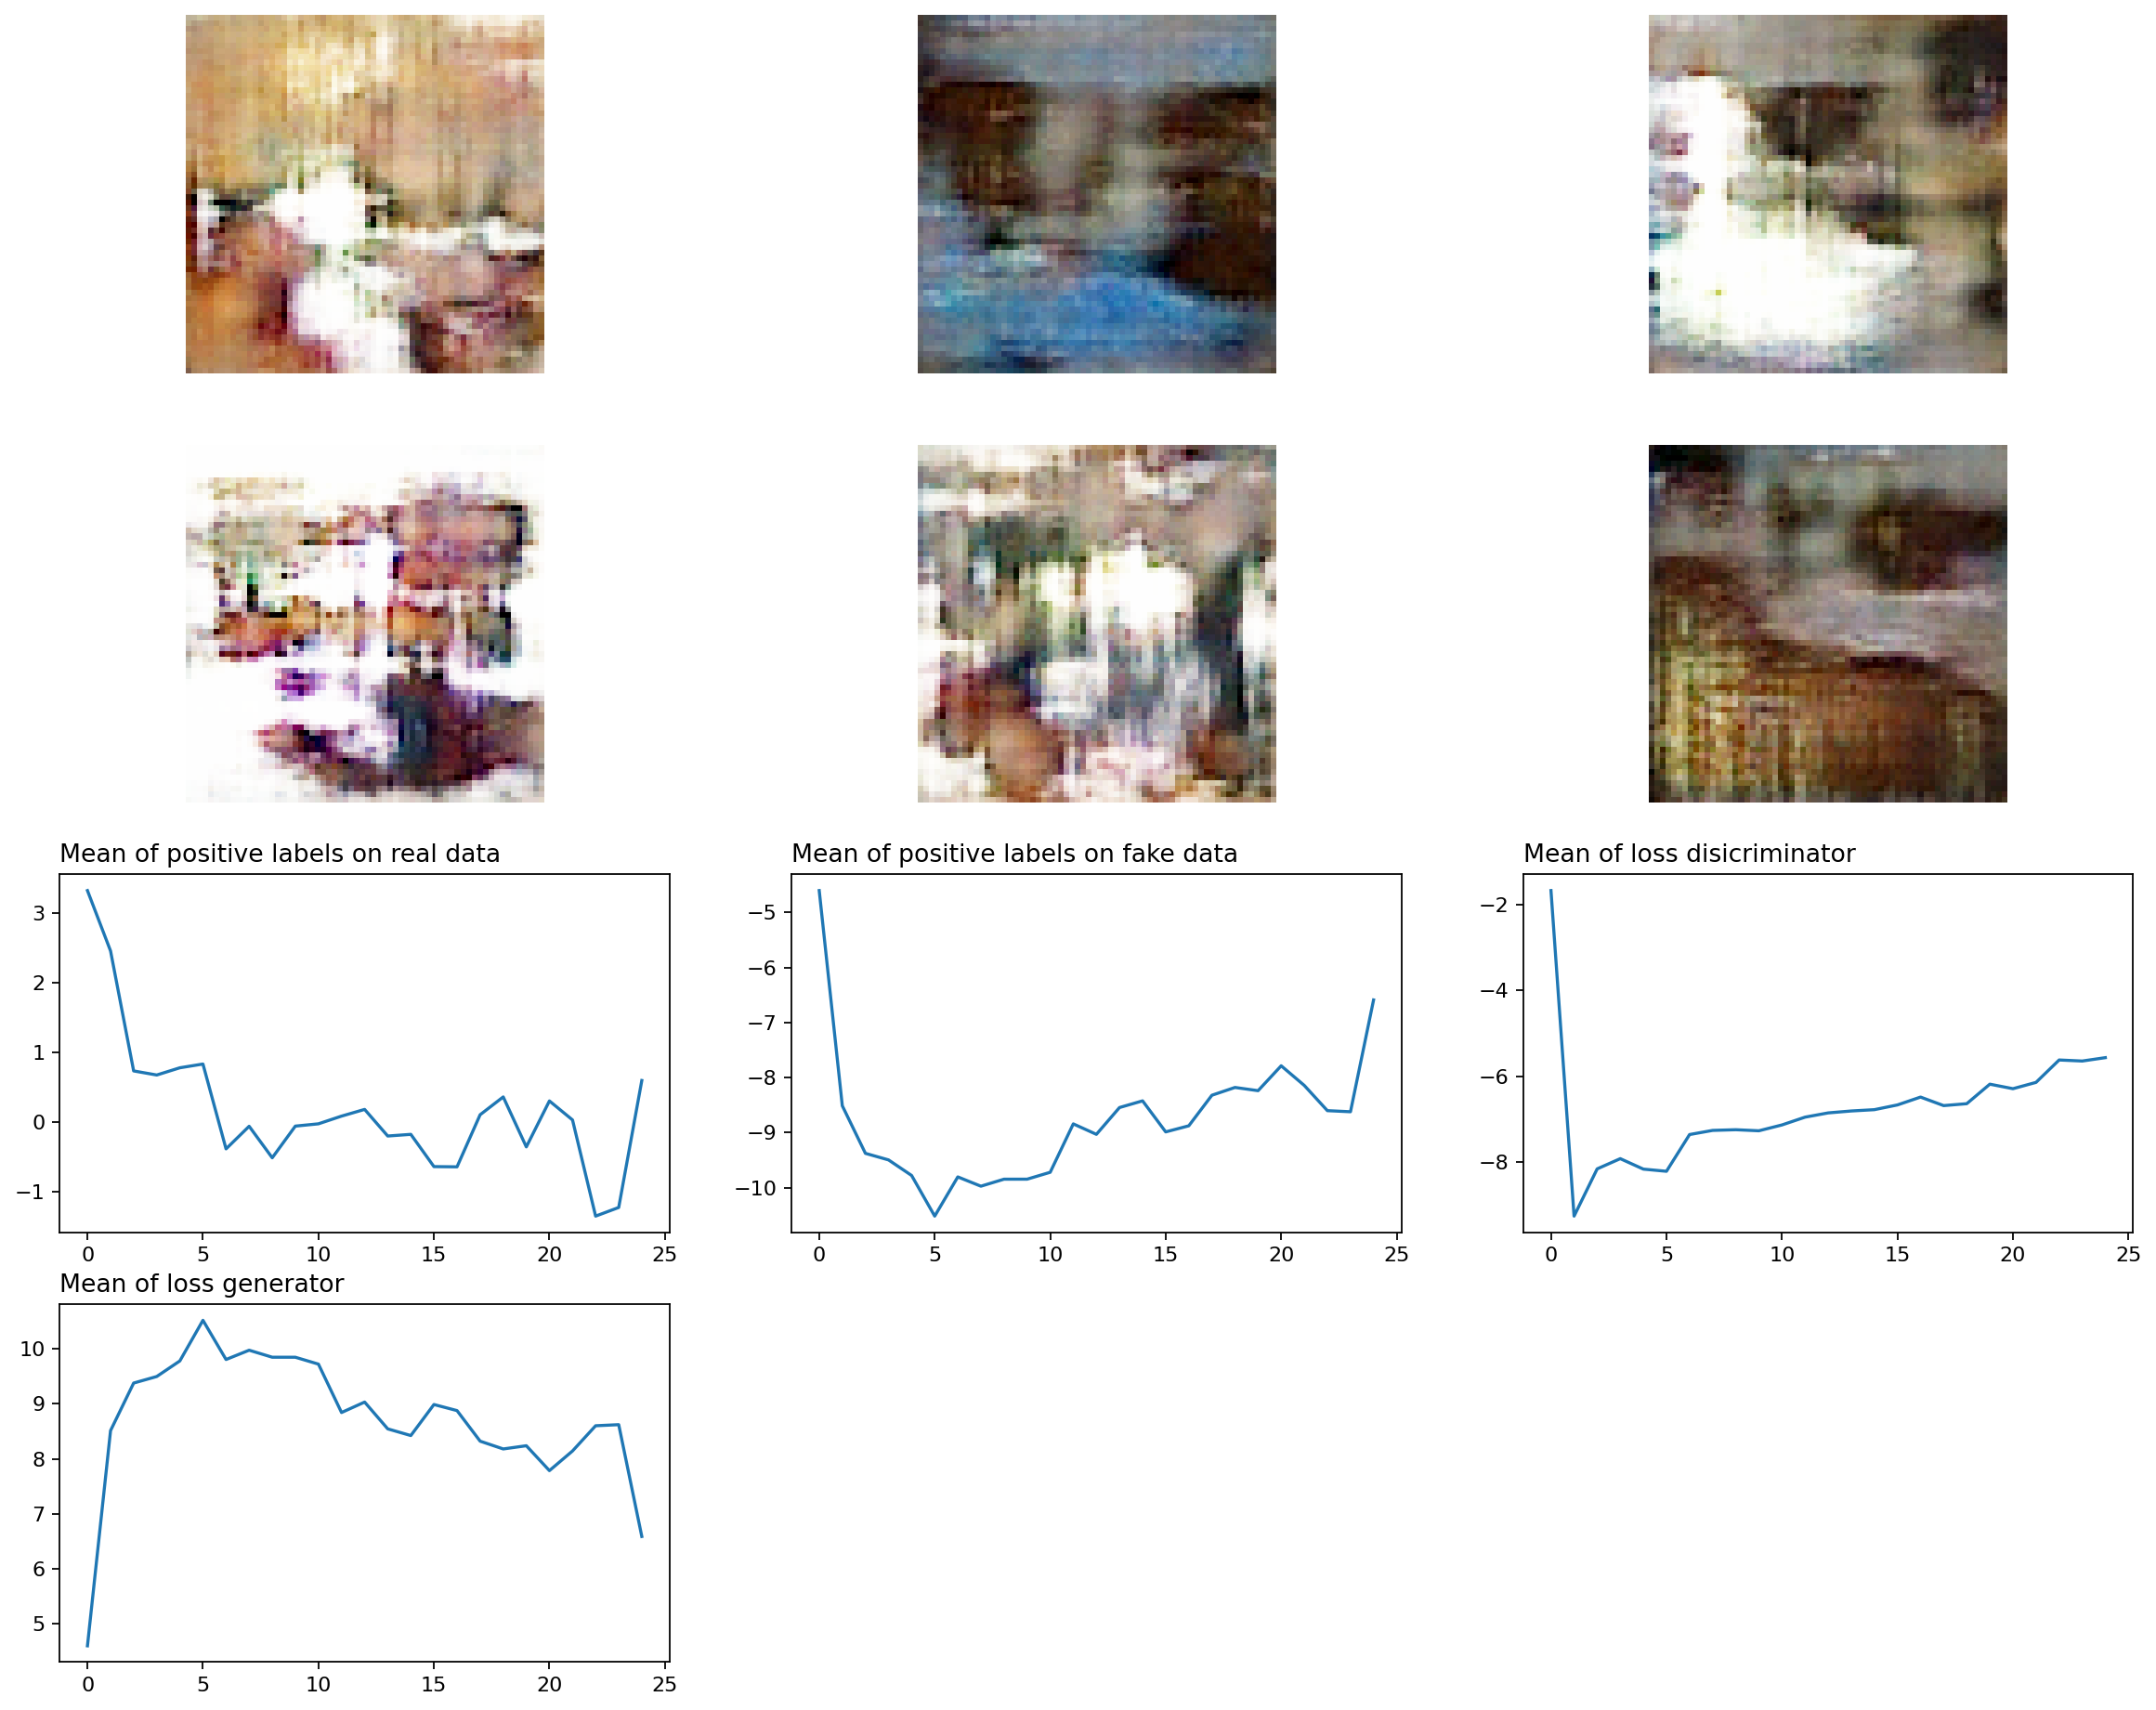 Mean of positive labels on real data
Mean of positive labels on fake data
Mean of loss disicriminator
3
2
1
0
−1
0 5 10 15 20 25
−5
−6
−7
−8
−9
−10
0 5 10 15 20 25
−2
−4
−6
−8
0 5 10 15 20 25
Mean of loss generator
10
9
8
7
6
5
0 5 10 15 20 25